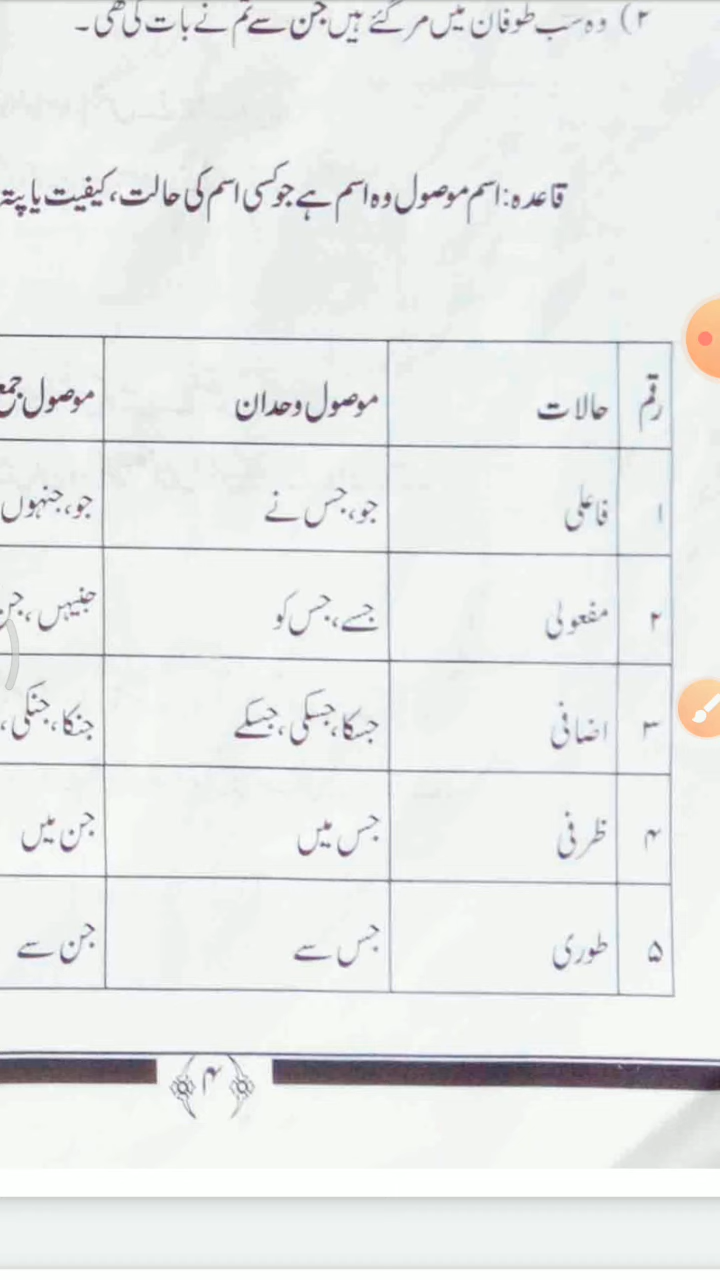 ۲) وہ سب طوفان میں مر گئے ہیں جن سے تم نے بات کی تھی۔
قاعدہ: اسم موصول وہ اسم ہے جو کسی اسم کی حالت، کیفیت یا پتہ
رقم حالات موصول وحدان موصول جمع
۱ فاعلی جو، جس نے جو، جنہوں
۲ مفعولی جسے، جس کو جنہیں، جن
۳ اضافی جسکا، جسکی، جسکے جنکا، جنکی،
۴ ظرفی جس میں جن میں
۵ طوری جس سے جن سے
۴